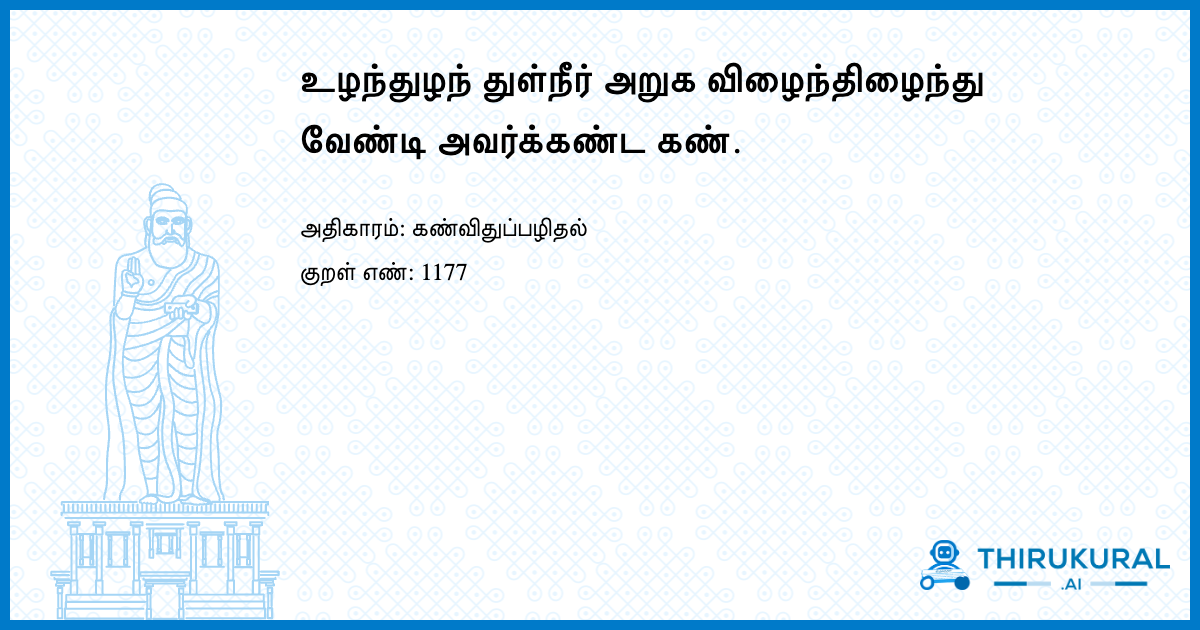 உழந்துழந் துள்நீர் அறுக விழைந்திழைந்து
வேண்டி அவர்க்கண்ட கண்.
அதிகாரம்: கண்விதுப்பழிதல்
குறள் எண்: 1177
THIRUKURAL
.AI